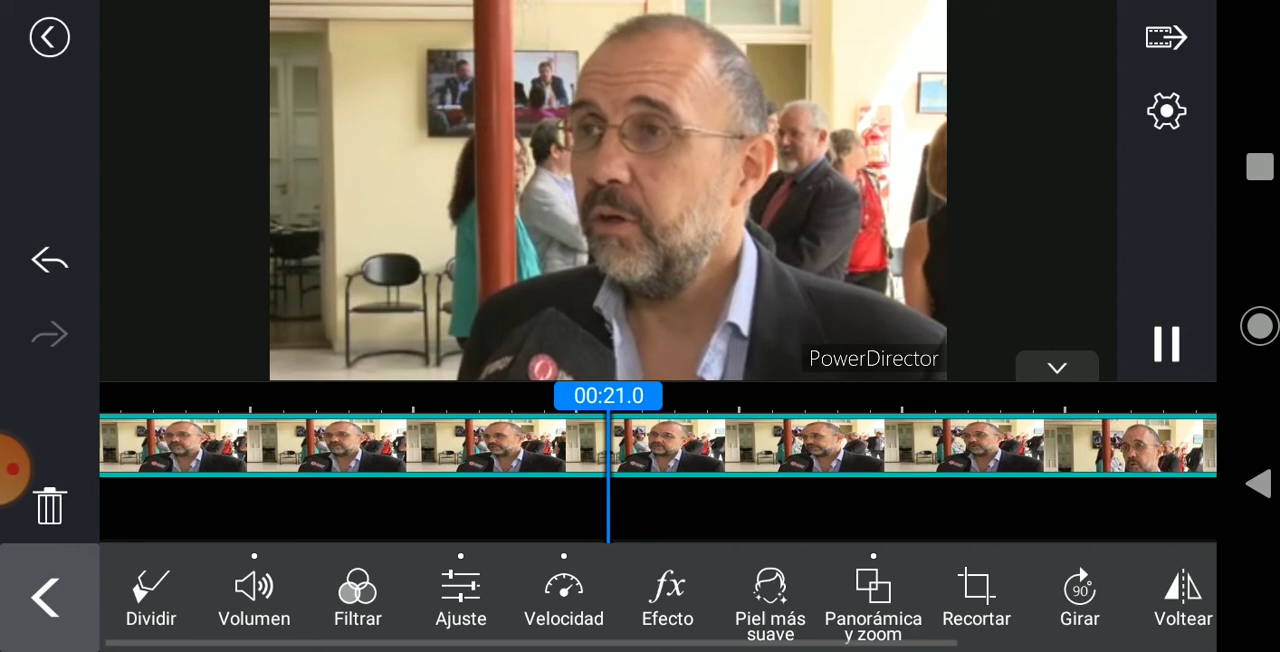 PowerDirector
00:21.0
Dividir
Volumen
Filtrar
Ajuste
Velocidad
fx
Efecto
Piel más
suave
Panorámica
y zoom
Recortar
90°
Girar
Voltear